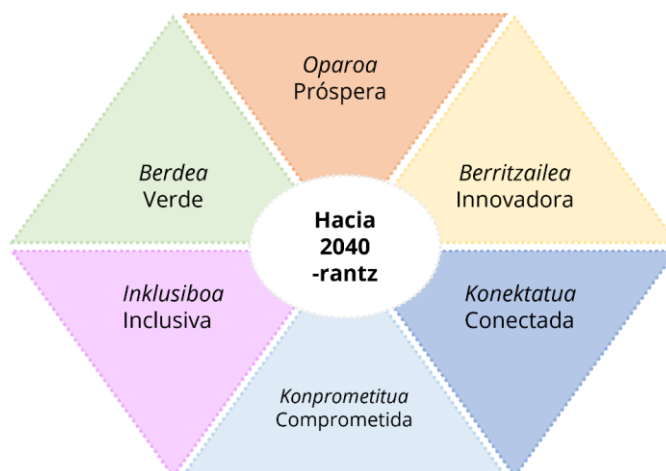 Oparoa
Próspera
Berdea
Verde
Berritzailea
Innovadora
Hacia
2040
-rantz
Inklusiboa
Inclusiva
Konektatua
Conectada
Konprometitua
Comprometida